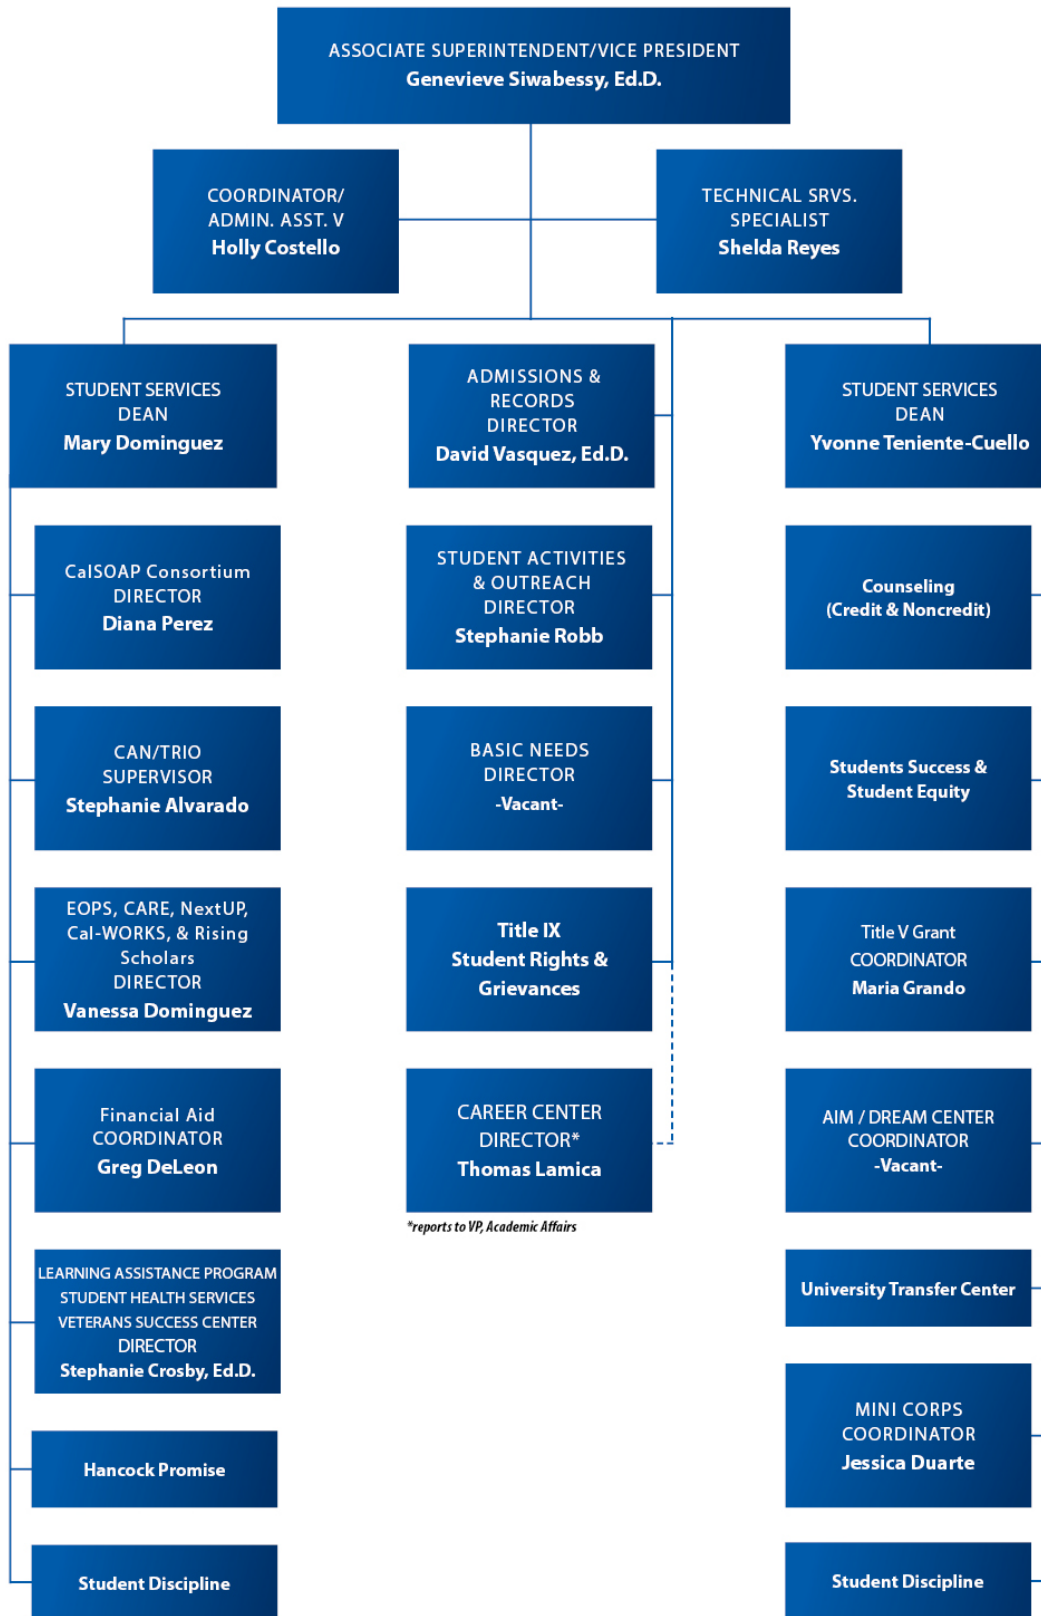 ASSOCIATE SUPERINTENDENT/VICE PRESIDENT
Genevieve Siwabessy, Ed.D.
COORDINATOR/
ADMIN. ASST. V
Holly Costello
TECHNICAL SRVS.
SPECIALIST
Shelda Reyes
STUDENT SERVICES
DEAN
Mary Dominguez
CalSOAP Consortium
DIRECTOR
Diana Perez
CAN/TRIO
SUPERVISOR
Stephanie Alvarado
EOPS, CARE, NextUP,
Cal-WORKS, & Rising
Scholars
DIRECTOR
Vanessa Dominguez
Financial Aid
COORDINATOR
Greg DeLeon
LEARNING ASSISTANCE PROGRAM
STUDENT HEALTH SERVICES
VETERANS SUCCESS CENTER
DIRECTOR
Stephanie Crosby, Ed.D.
Hancock Promise
Student Discipline
ADMISSIONS &
RECORDS
DIRECTOR
David Vasquez, Ed.D.
STUDENT ACTIVITIES
& OUTREACH
DIRECTOR
Stephanie Robb
BASIC NEEDS
DIRECTOR
-Vacant-
Title IX
Student Rights &
Grievances
CAREER CENTER
DIRECTOR*
Thomas Lamica
*reports to VP, Academic Affairs
STUDENT SERVICES
DEAN
Yvonne Teniente-Cuello
Counseling
(Credit & Noncredit)
Students Success &
Student Equity
Title V Grant
COORDINATOR
Maria Grando
AIM / DREAM CENTER
COORDINATOR
-Vacant-
University Transfer Center
MINI CORPS
COORDINATOR
Jessica Duarte
Student Discipline